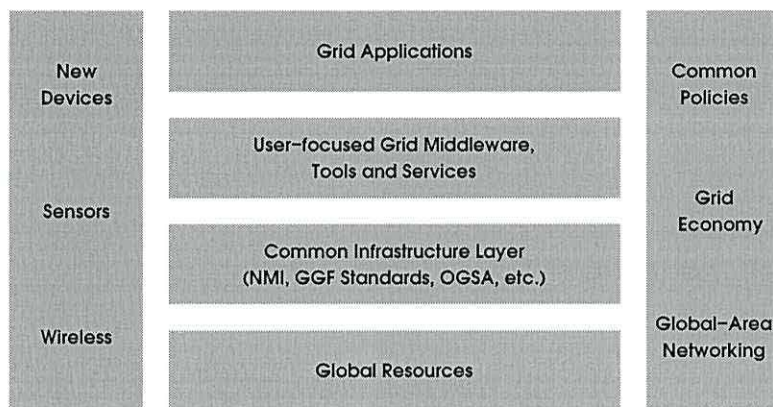 New
Devices
Sensors
Wireless
Grid Applications
User-focused Grid Middleware,
Tools and Services
Common Infrastructure Layer
(NMI, GGF Standards, OGSA, etc.)
Global Resources
Common
Policies
Grid
Economy
Global-Area
Networking